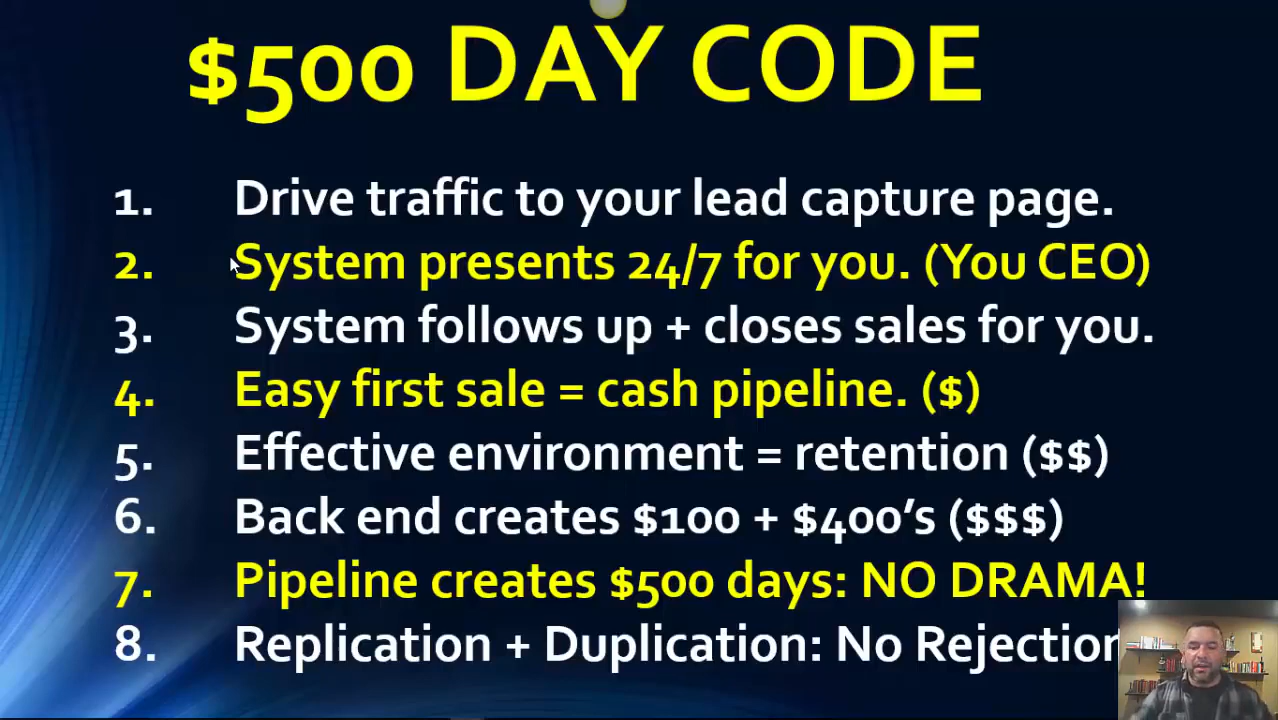 $500 DAY CODE
1. Drive traffic to your lead capture page.
2. System presents 24/7 for you. (You CEO)
3. System follows up + closes sales for you.
4. Easy first sale = cash pipeline. ($)
5. Effective environment = retention ($$)
6. Back end creates $100 + $400's ($$$)
7. Pipeline creates $500 days: NO DRAMA!
8. Replication + Duplication: No Rejection